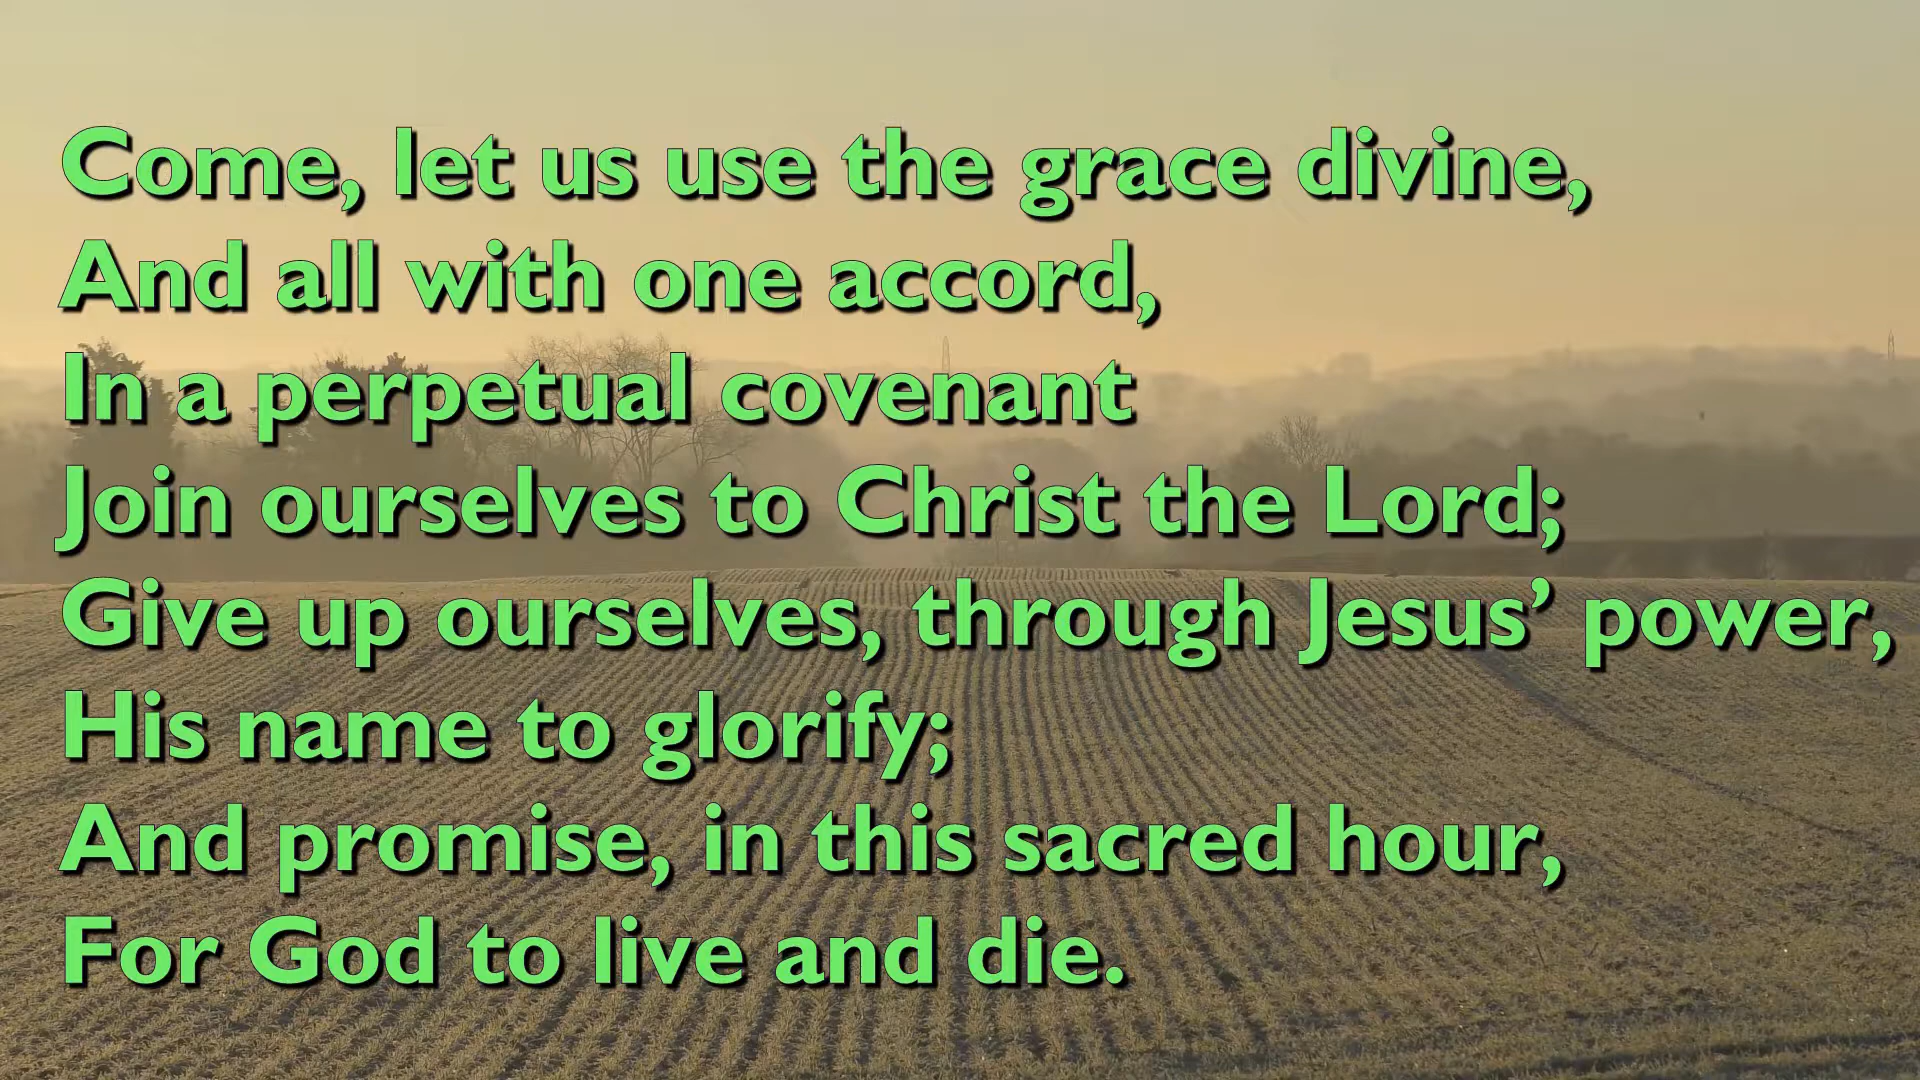 Come, let us use the grace divine,
And all with one accord,
In a perpetual covenant
Join ourselves to Christ the Lord;
Give up ourselves, through Jesus’ power,
His name to glorify;
And promise, in this sacred hour,
For God to live and die.